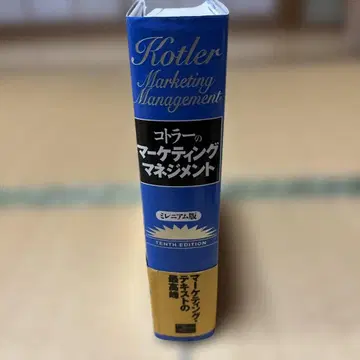 Kotler
Marketing
Management
コトラーの
マーケティング
マネジメント
ミレニアム版
TENTH EDITION
マーケティング・
テキストの
最高峰